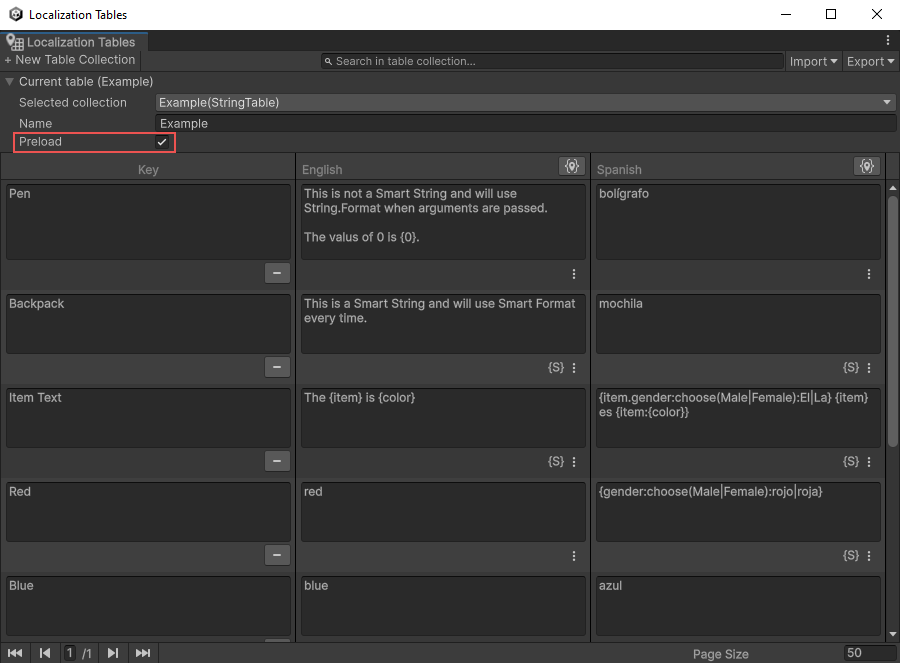 Localization Tables
Localization Tables
+ New Table Collection
Search in table collection...
Import
Export
Current table (Example)
Selected collection
Example(StringTable)
Name
Example
Preload
Key
English
Spanish
Pen
This is not a Smart String and will use
String.Format when arguments are passed.
The valus of 0 is {0}.
bolígrafo
Backpack
This is a Smart String and will use Smart Format
every time.
mochila
{S}
{S}
Item Text
The {item} is {color}
{item.gender:choose(Male|Female):El|La} {item}
es {item:{color}}
{S}
{S}
Red
red
{gender:choose(Male|Female):rojo|roja}
{S}
Blue
blue
azul
1 /1
Page Size
50